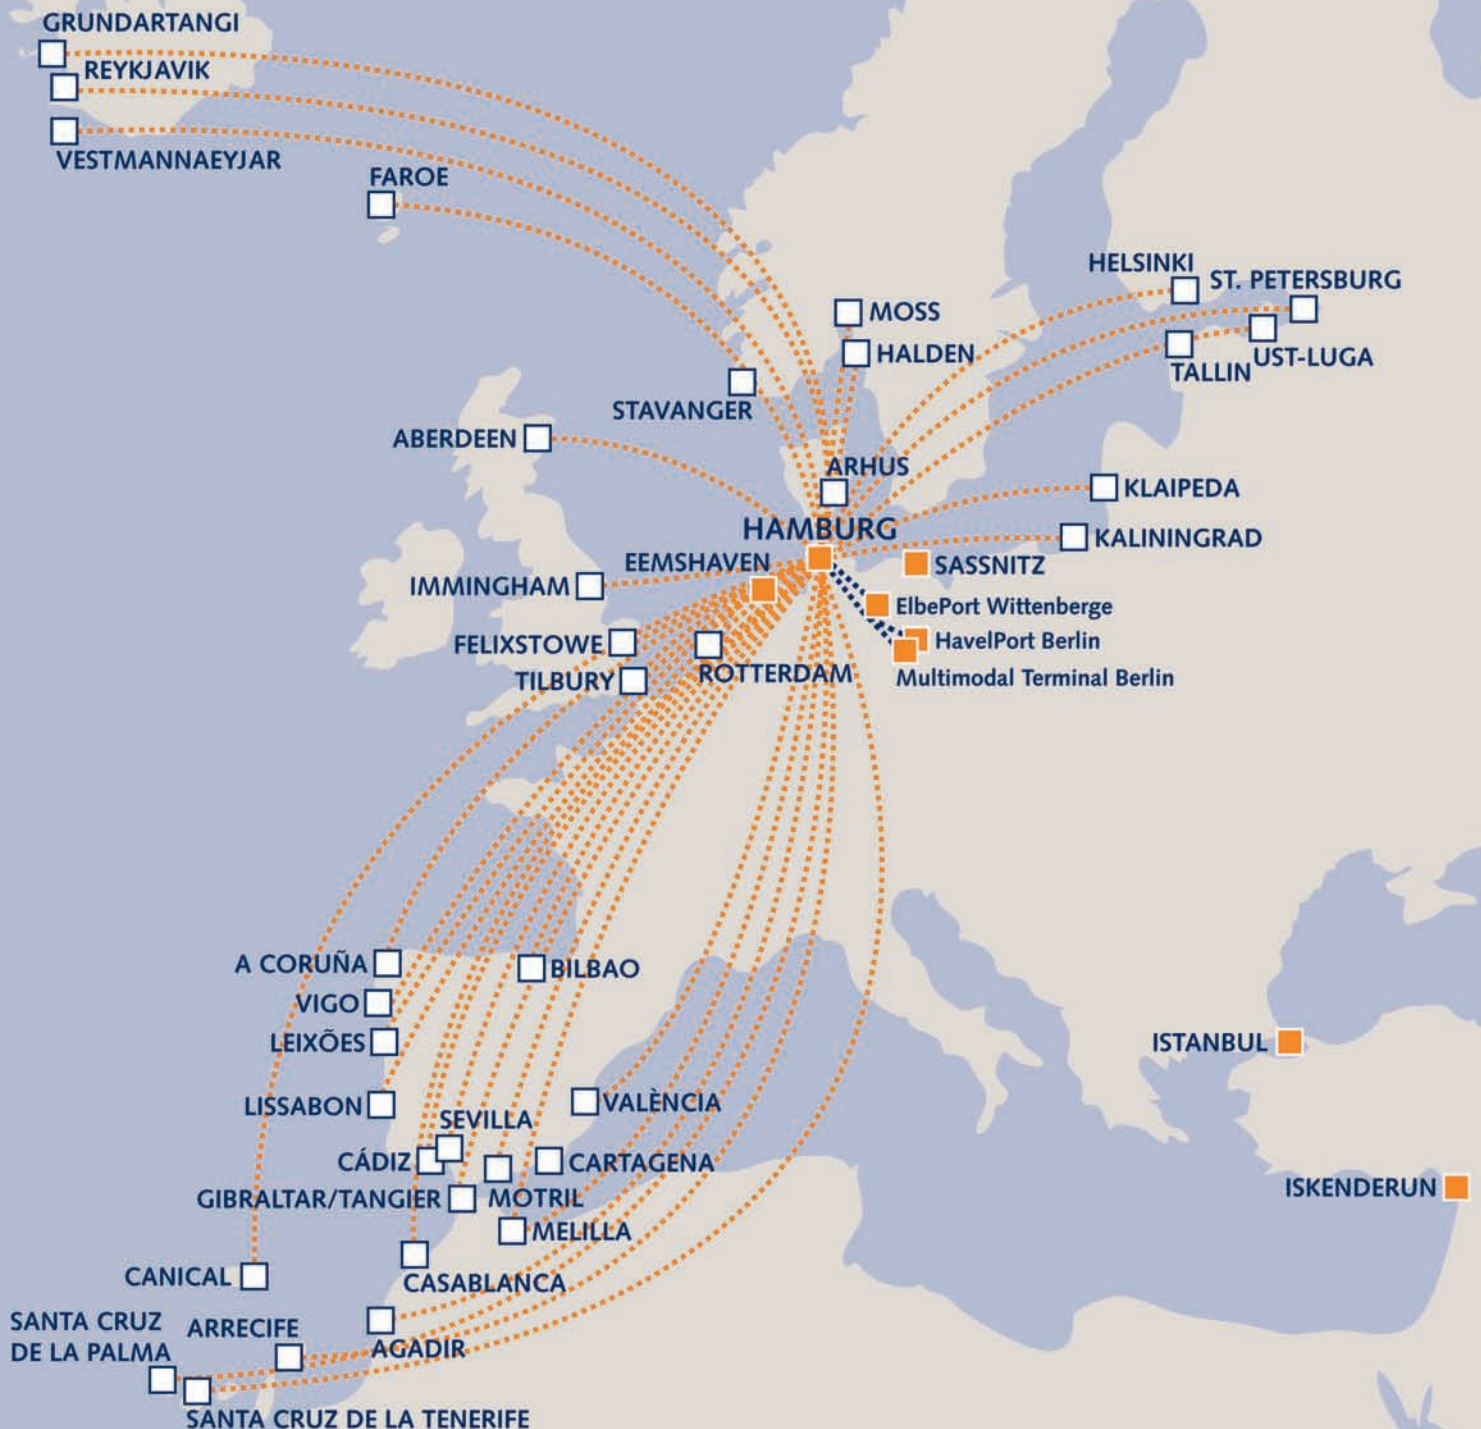 GRUNDARTANGI
REYKJAVIK
VESTMANNAEYJAR
FAROE
HELSINKI
ST. PETERSBURG
MOSS
HALDEN
UST-LUGA
TALLIN
STAVANGER
ABERDEEN
ARHUS
KLAIPEDA
HAMBURG
KALININGRAD
EEMSHAVEN
SASSNITZ
IMMINGHAM
ElbePort Wittenberge
FELIXSTOWE
HavelPort Berlin
ROTTERDAM
TILBURY
Multimodal Terminal Berlin
A CORUÑA
BILBAO
VIGO
LEIXÕES
ISTANBUL
LISSABON
VALÈNCIA
SEVILLA
CÁDIZ
CARTAGENA
GIBRALTAR/TANGIER
MOTRIL
ISKENDERUN
MELILLA
CANICAL
CASABLANCA
SANTA CRUZ
DE LA PALMA
ARRECIFE
AGADIR
SANTA CRUZ DE LA TENERIFE